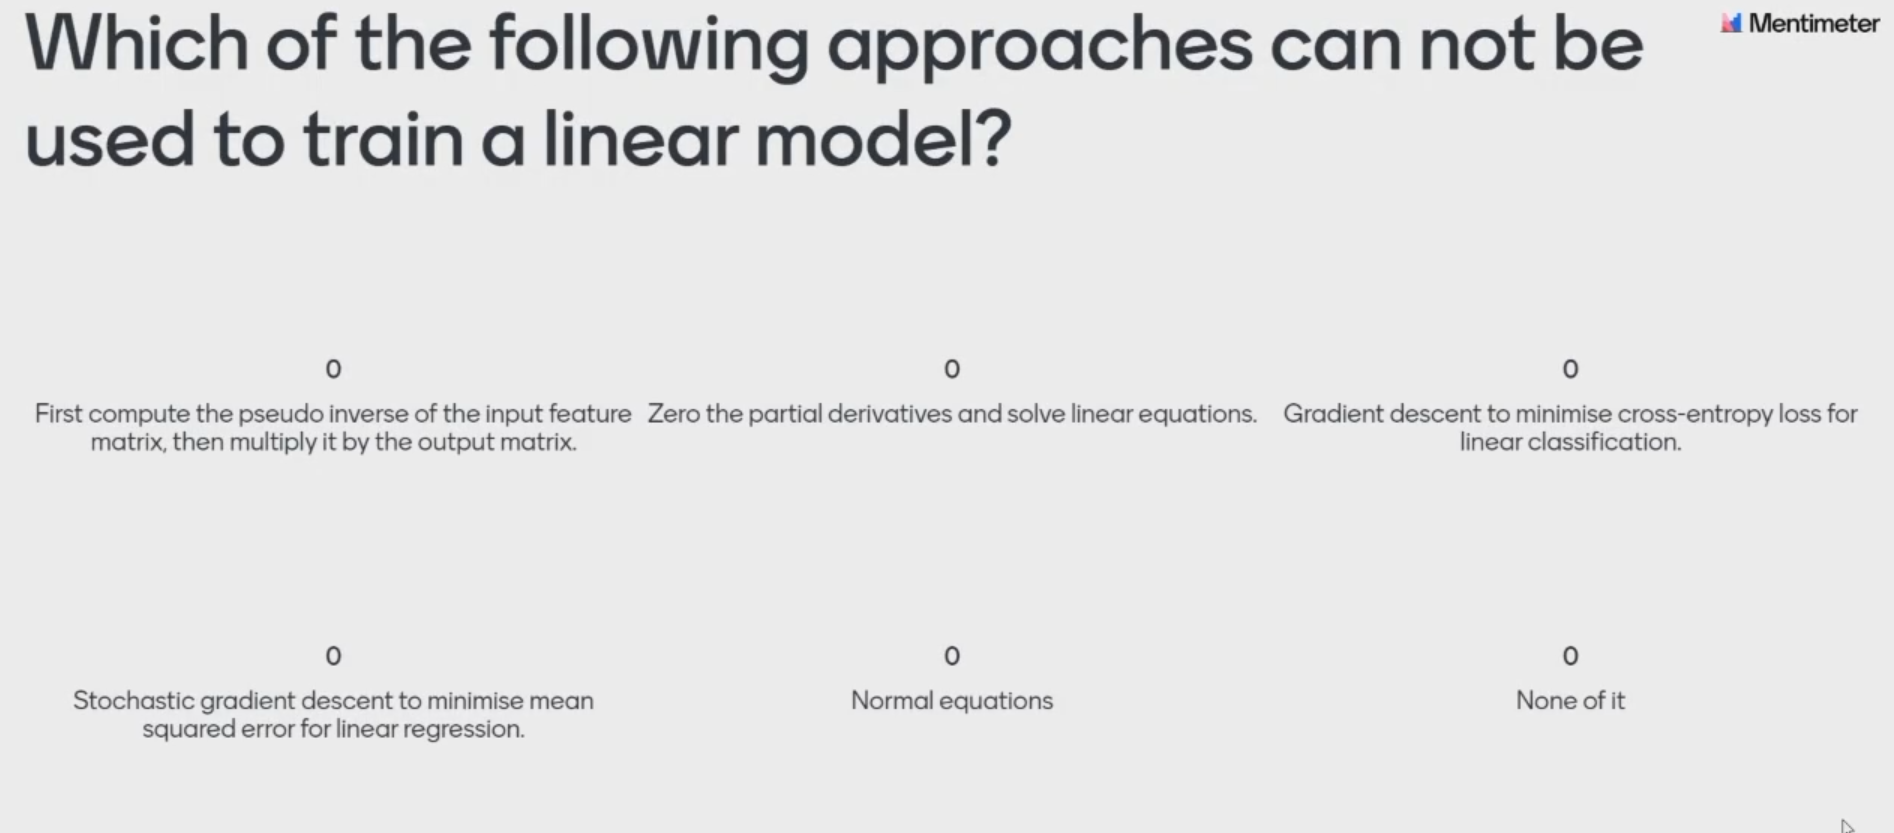 Which of the following approaches can not be
used to train a linear model?
Mentimeter
0
First compute the pseudo inverse of the input feature
matrix, then multiply it by the output matrix.
0
Zero the partial derivatives and solve linear equations.
0
Gradient descent to minimise cross-entropy loss for
linear classification.
0
Stochastic gradient descent to minimise mean
squared error for linear regression.
0
Normal equations
0
None of it